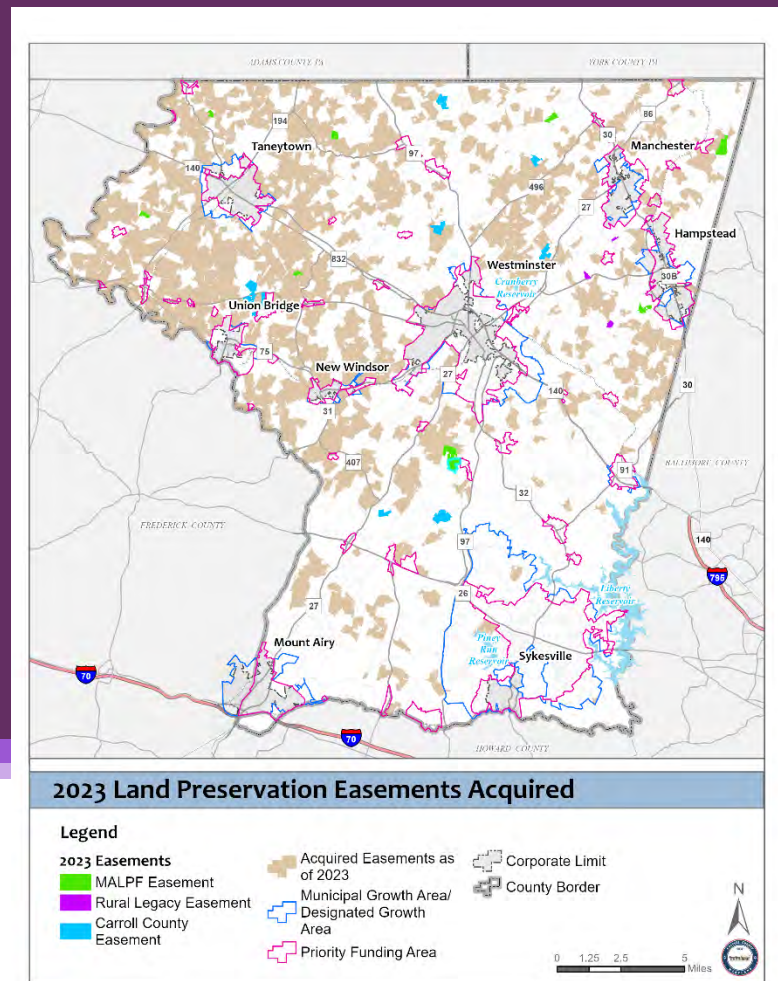 ADAMS COUNTY PA
YORK COUNTY PA
194
86
30
Taneytown
Manchester
97
140
496
27
Hampstead
832
Westminster
Cranberry
Reservoir
30B
Union Bridge
75
New Windsor
27
31
140
30
407
91
BALTIMORE COUNTY
32
FREDERICK COUNTY
97
140
795
Liberty
Reservoir
26
27
Piney
Run
Reservoir
Mount Airy
Sykesville
70
70
HOWARD COUNTY
2023 Land Preservation Easements Acquired
Legend
2023 Easements
MALPF Easement
Rural Legacy Easement
Carroll County
Easement
Acquired Easements as
of 2023
Municipal Growth Area/
Designated Growth
Area
Priority Funding Area
Corporate Limit
County Border
N
0 1.25 2.5 5
Miles